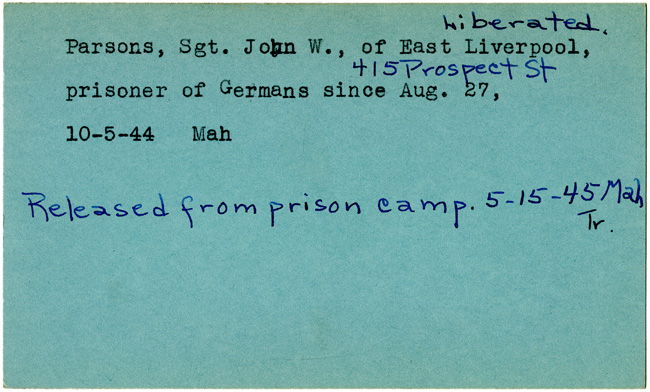 Liberated.
Parsons, Sgt. John W., of East Liverpool,
415 Prospect St
prisoner of Germans since Aug. 27,
10-5-44 Mah
Released from prison camp. 5-15-45 Mah
Tr.